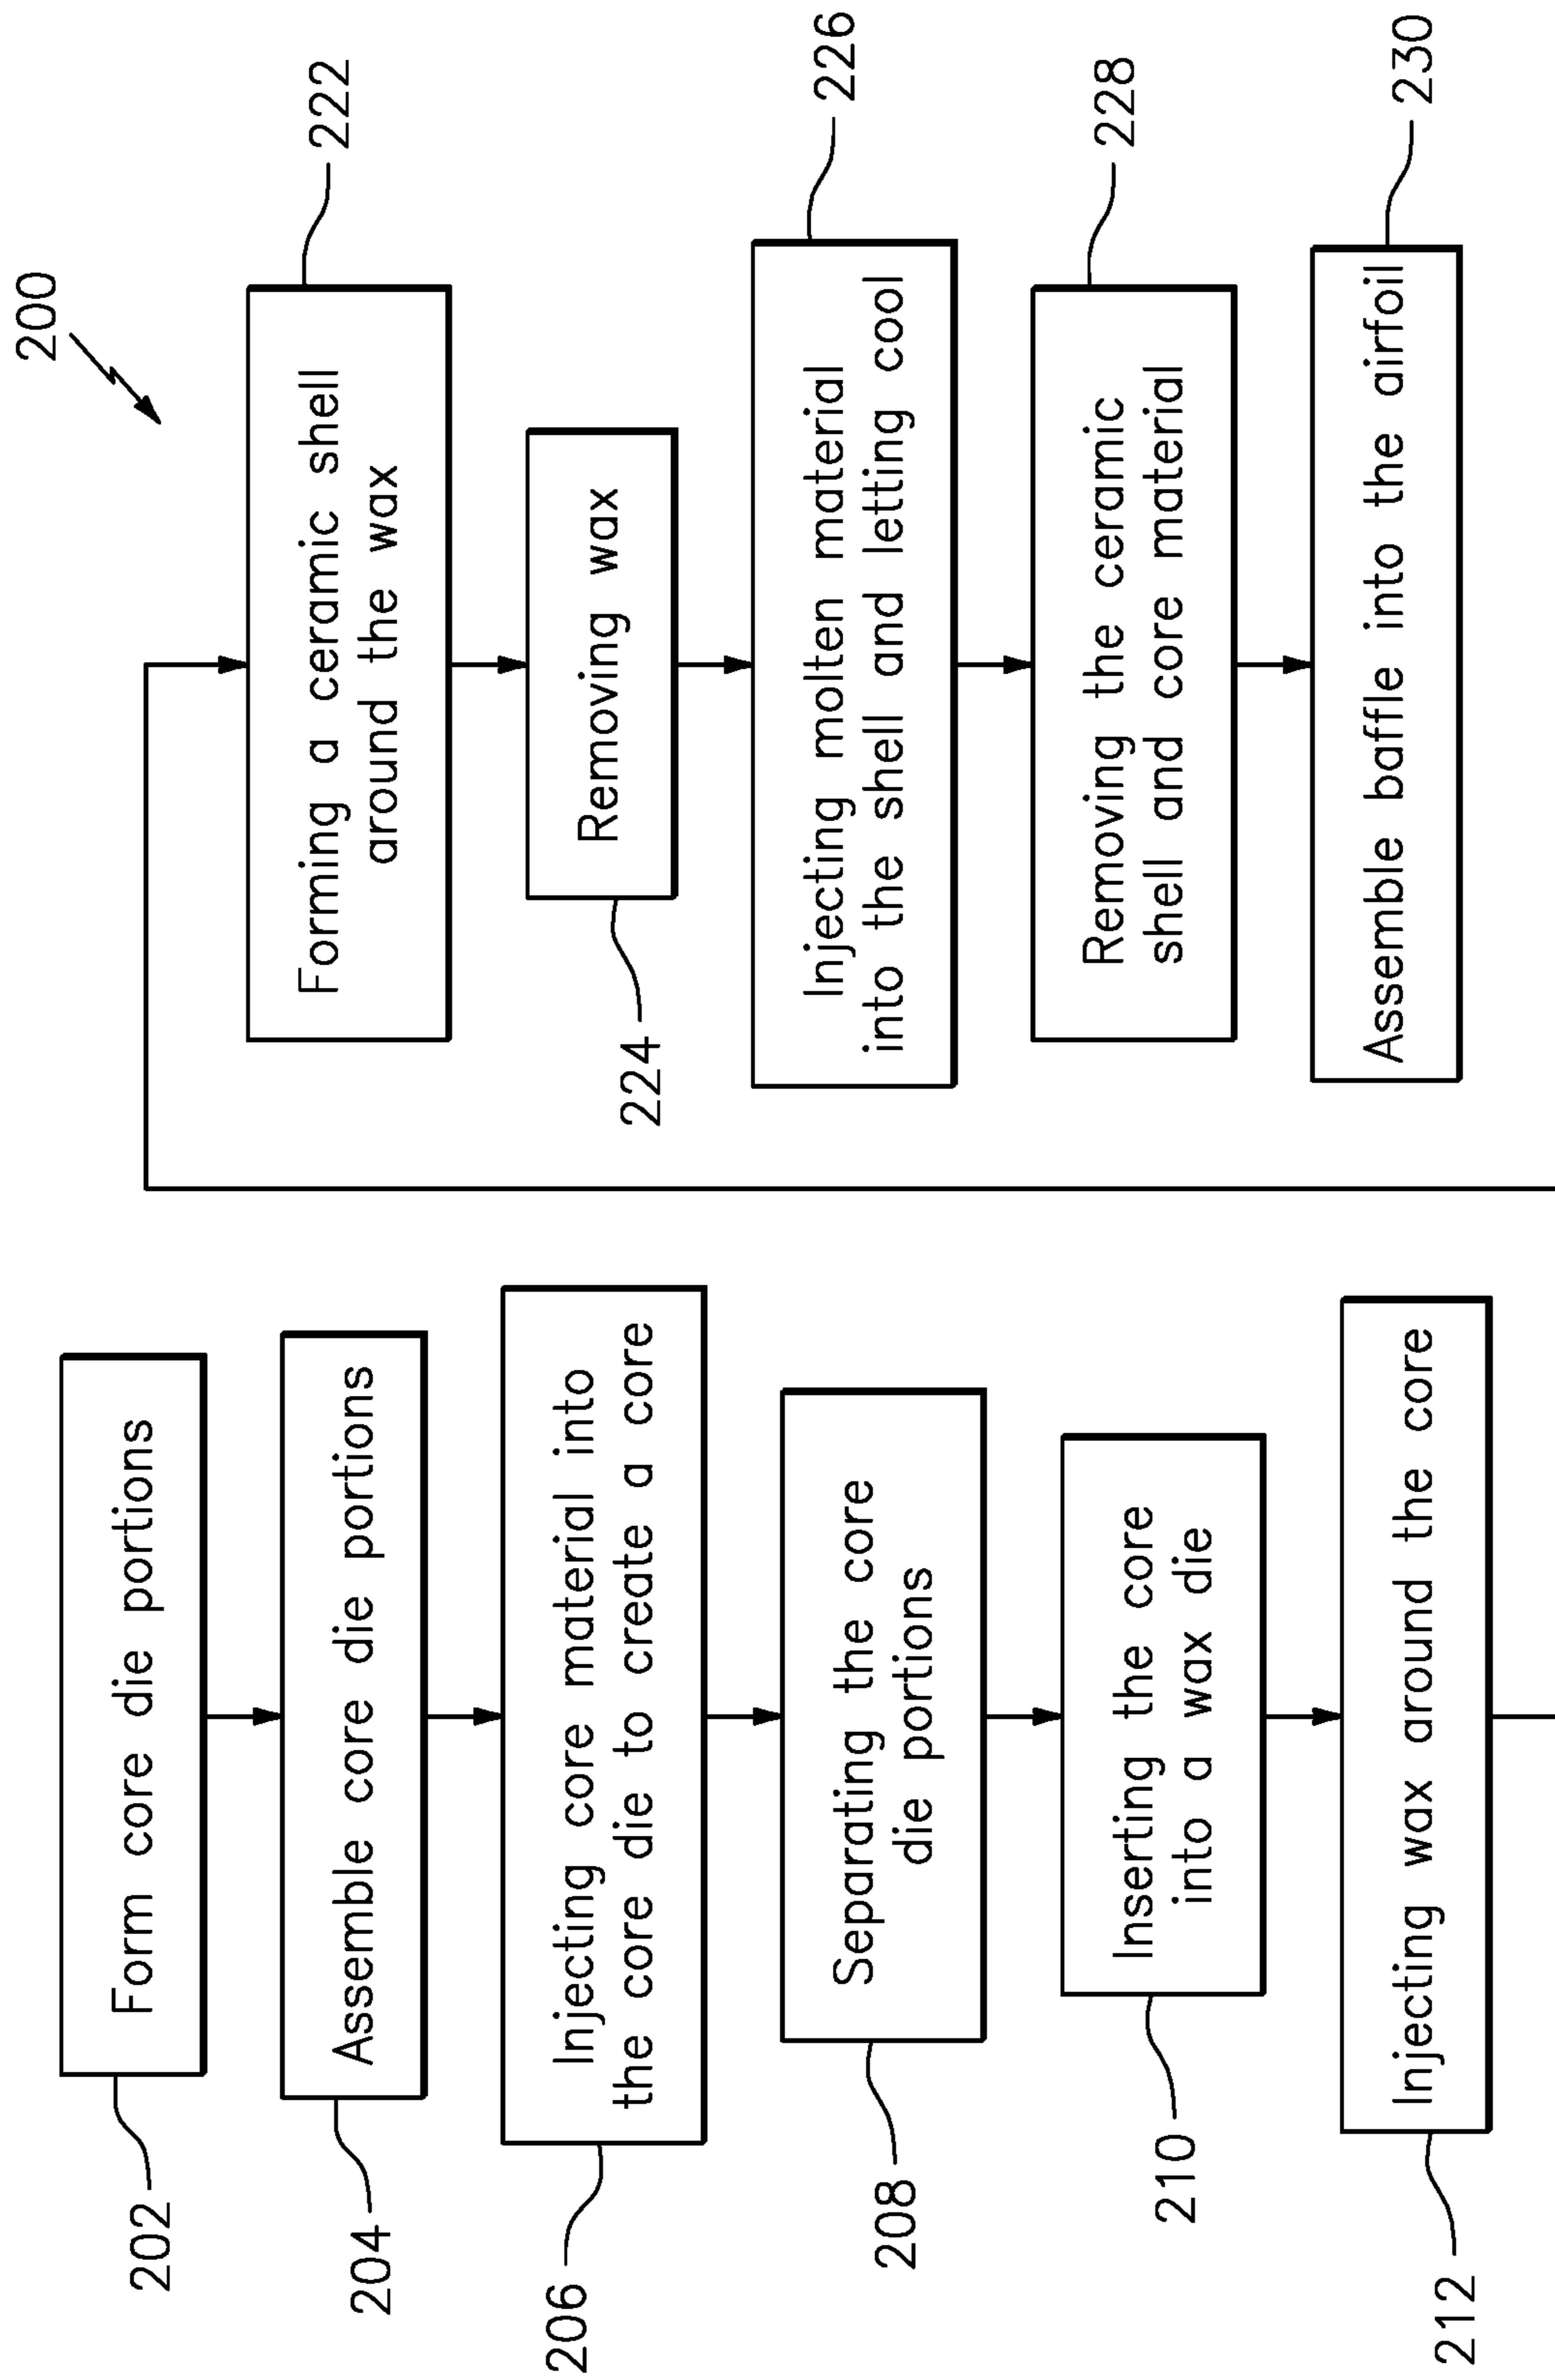 200
202
Form core die portions
204
Assemble core die portions
206
Injecting core material into
the core die to create a core
208
Separating the core
die portions
210
Inserting the core
into a wax die
212
Injecting wax around the core
222
Forming a ceramic shell
around the wax
224
Removing wax
226
Injecting molten material
into the shell and letting cool
228
Removing the ceramic
shell and core material
230
Assemble baffle into the airfoil